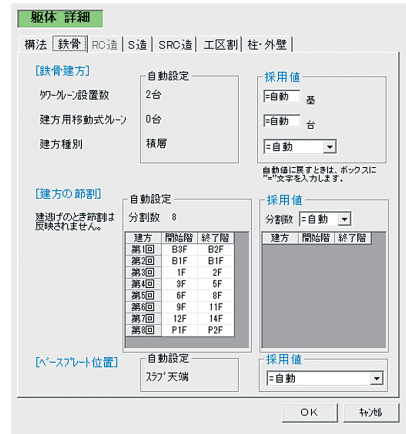 躯体 詳細
構法 鉄骨 RC造 S造 SRC造 工区割 柱・外壁
[鉄骨建方]
自動設定
採用値
ﾀﾜｰｸﾚｰﾝ設置数 2台 =自動 基
建方用移動式ｸﾚｰﾝ 0台 =自動 台
建方種別 積層 =自動
自動値に戻すときは、ボックスに
"="文字を入力します。
[建方の節割]
自動設定
採用値
建逃げのとき節割は
反映されません。
分割数 8
分割数 =自動
建方 開始階 終了階
第1回 B3F B2F
第2回 B1F B1F
第3回 1F 2F
第4回 3F 5F
第5回 6F 8F
第6回 9F 11F
第7回 12F 14F
第8回 P1F P2F
建方 開始階 終了階
[ﾍﾞｰｽﾌﾟﾚｰﾄ位置]
自動設定
ｽﾗﾌﾞ天端
採用値
=自動
OK ｷｬﾝｾﾙ